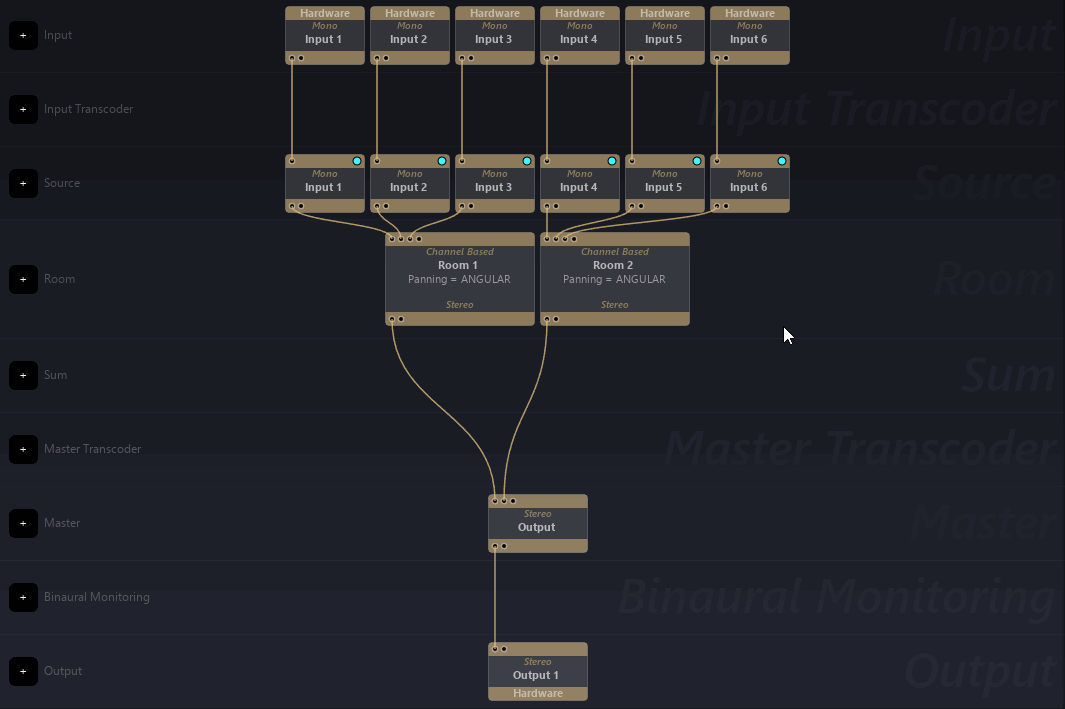 Hardware Hardware Hardware Hardware Hardware Hardware
Mono Mono Mono Mono Mono Mono
+ Input Input 1 Input 2 Input 3 Input 4 Input 5 Input 6 Input
+ Input Transcoder Input Transcoder
Mono Mono Mono Mono Mono Mono
+ Source Input 1 Input 2 Input 3 Input 4 Input 5 Input 6 Source
Channel Based Channel Based
Room 1 Room 2
+ Room Panning = ANGULAR Panning = ANGULAR Room
Stereo Stereo
+ Sum Sum
+ Master Transcoder Master Transcoder
Stereo
+ Master Output Master
+ Binaural Monitoring Binaural Monitoring
Stereo
+ Output Output 1 Output
Hardware